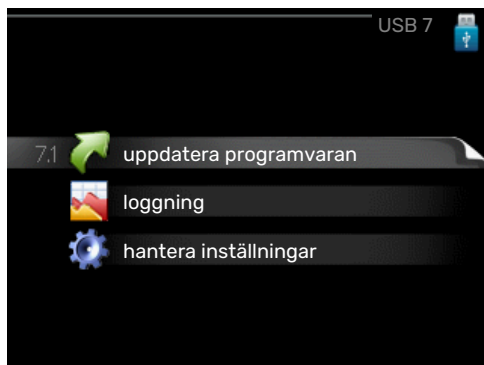 USB 7
7.1 uppdatera programvaran
loggning
hantera inställningar